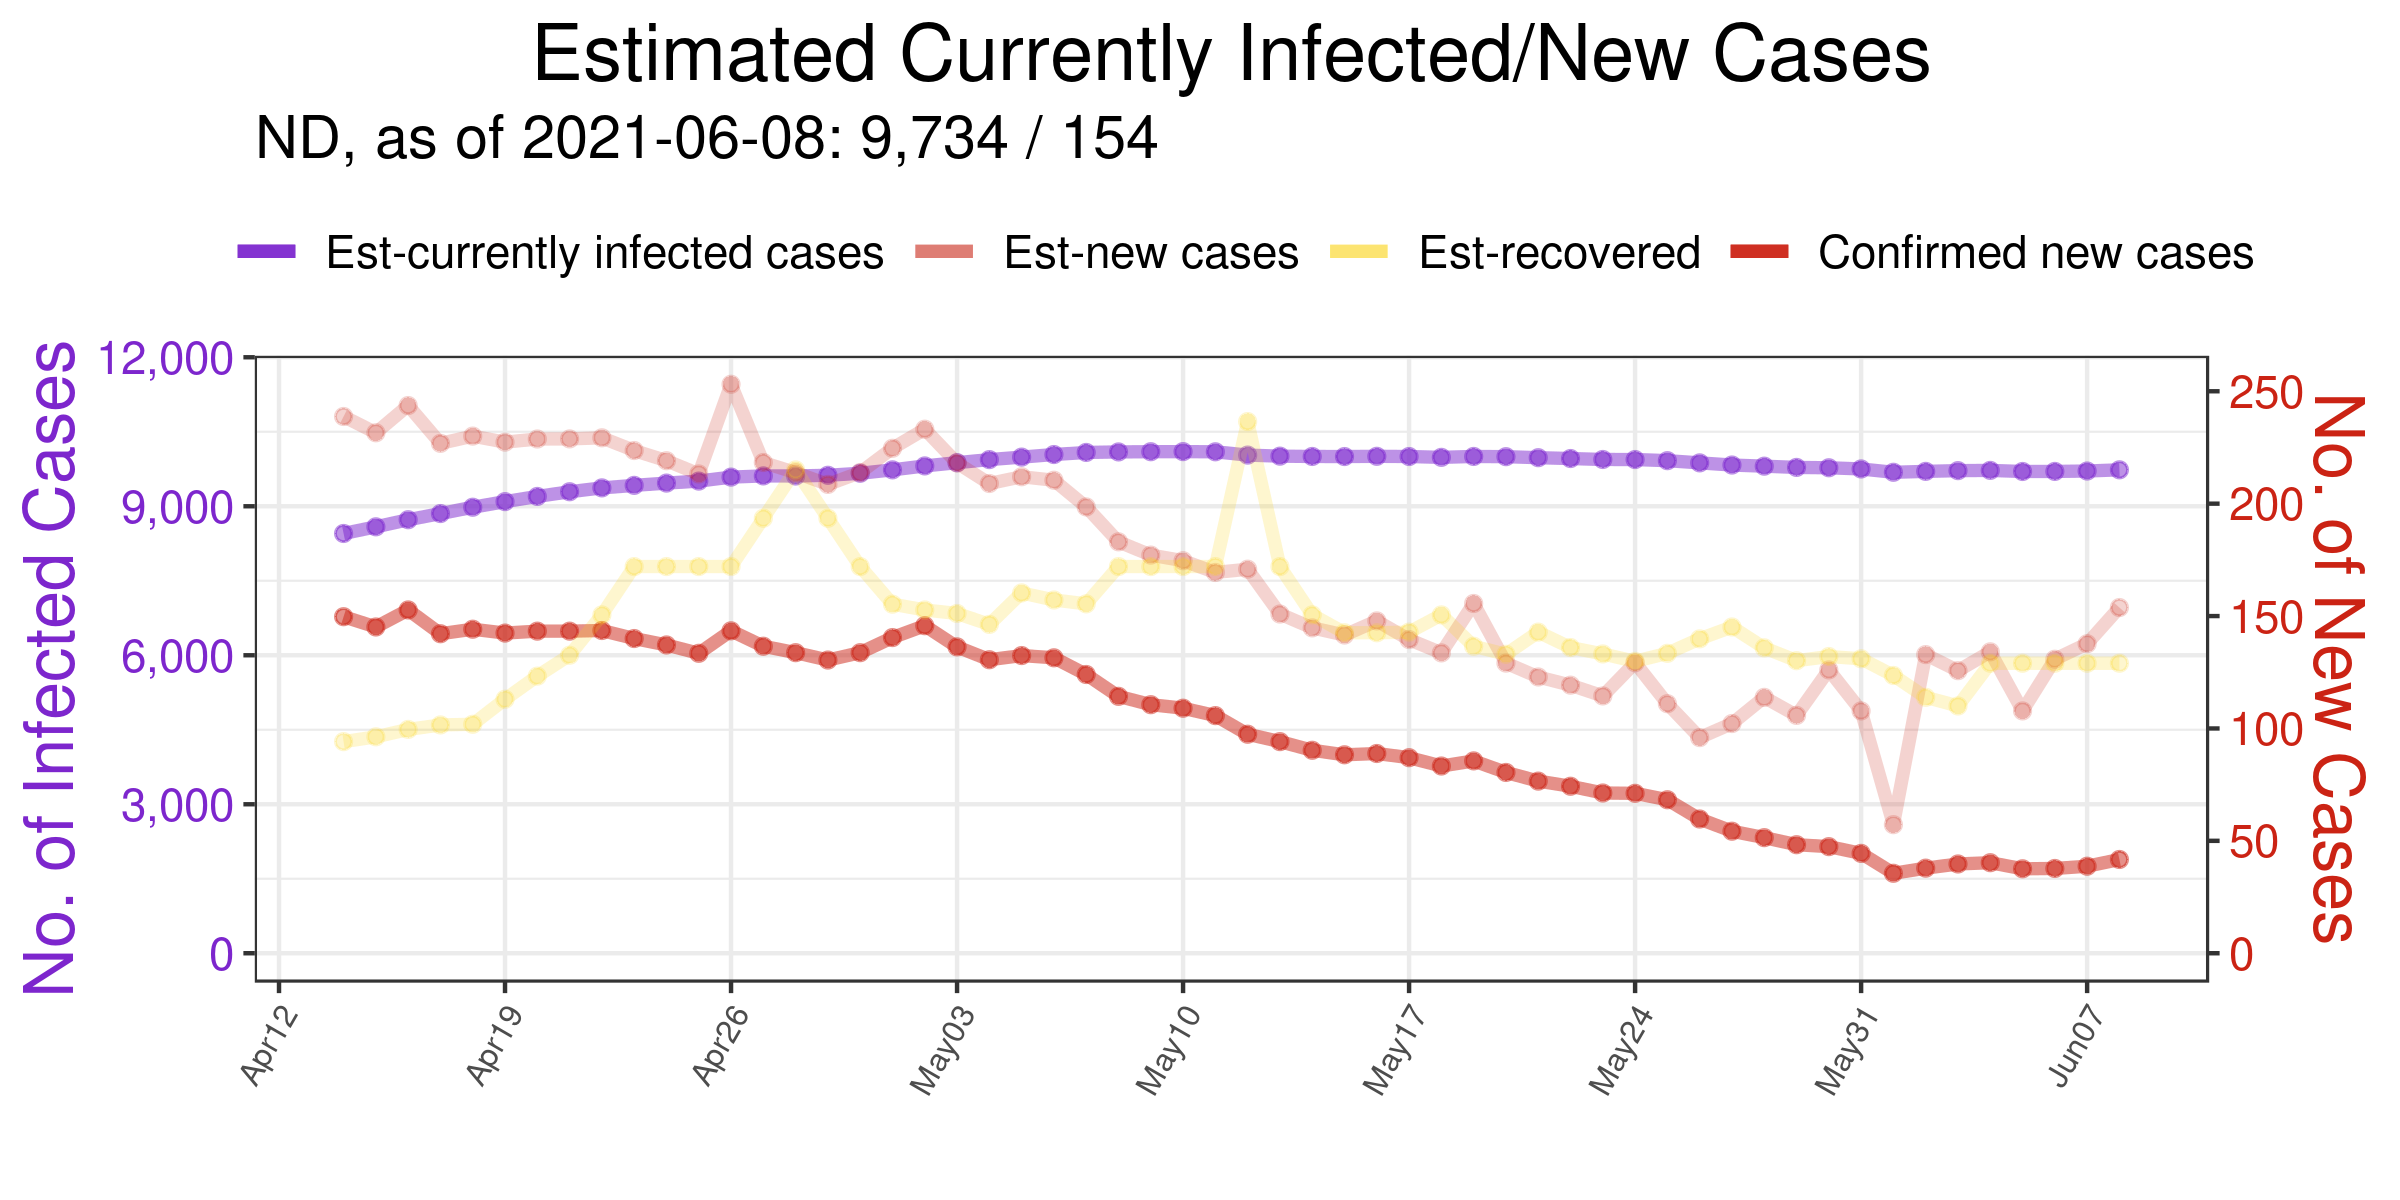 Estimated Currently Infected/New Cases
ND, as of 2021-06-08: 9,734 / 154
Est-currently infected cases Est-new cases Est-recovered Confirmed new cases
No. of Infected Cases
12,000
9,000
6,000
3,000
0
250
200
150
100
50
0
No. of New Cases
Apr12 Apr19 Apr26 May03 May10 May17 May24 May31 Jun07